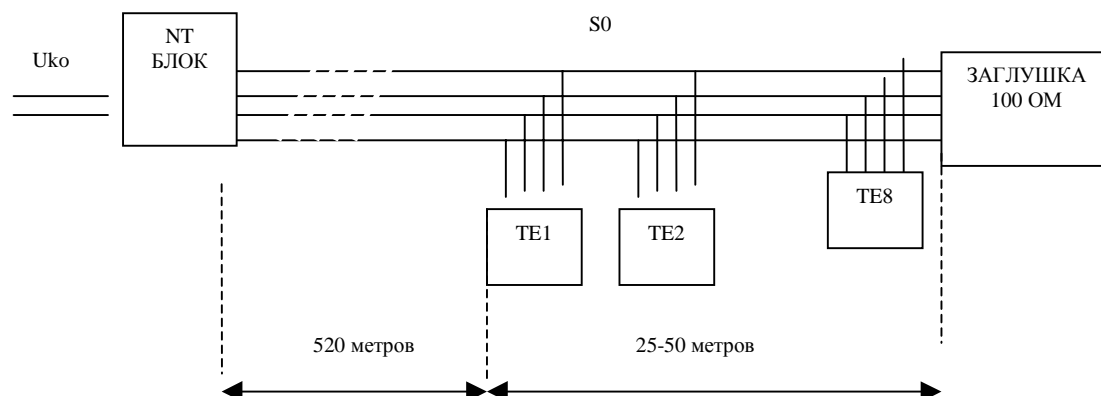 S0
NT
БЛОК
Uko
ЗАГЛУШКА
100 ОМ
TE1
TE2
TE8
520 метров
25-50 метров